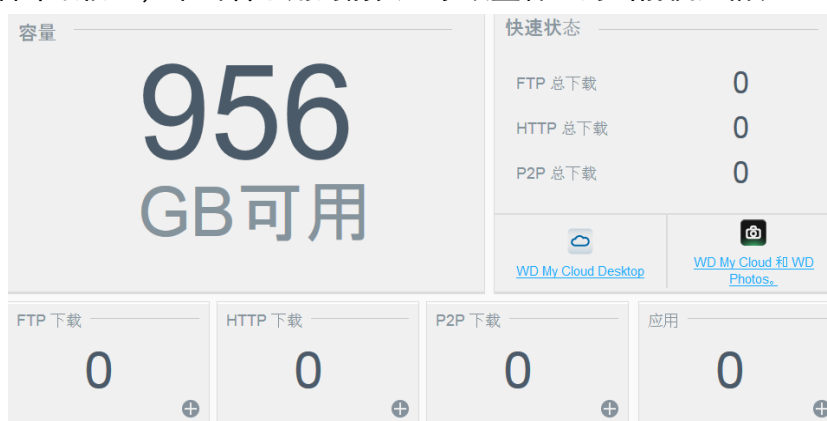 容量
956
GB可用
快速状态
FTP 总下载
0
HTTP 总下载
0
P2P 总下载
0
WD My Cloud Desktop
WD My Cloud 和 WD
Photos。
FTP 下载
0
HTTP 下载
0
P2P 下载
0
应用
0